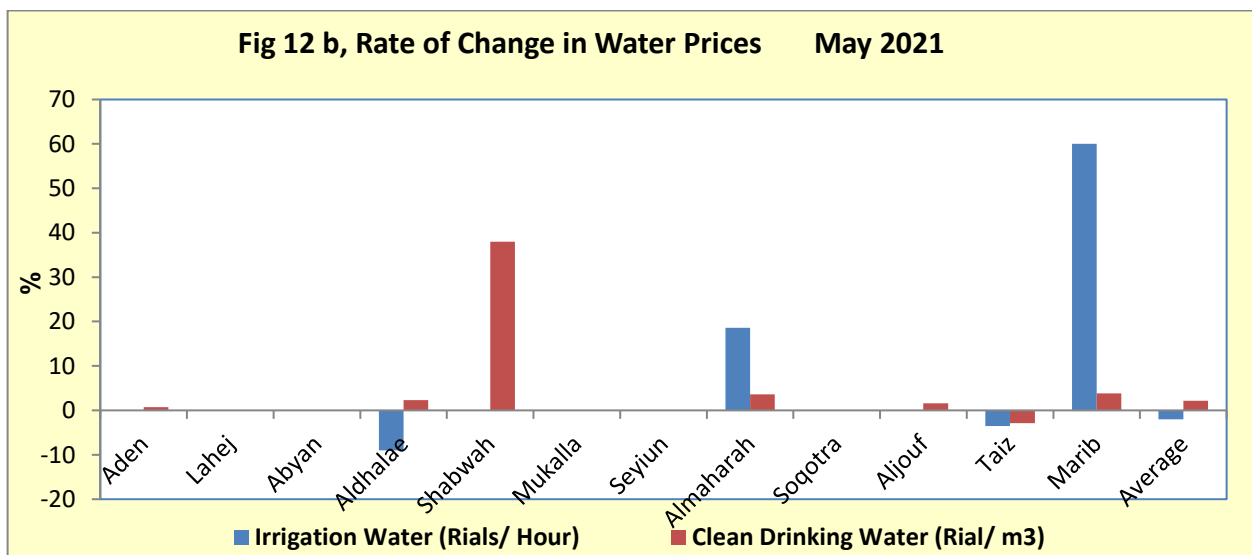 Fig 12 b, Rate of Change in Water Prices May 2021
70
60
50
40
30
20
10
0
-10
-20
%
Aden
Lahej
Abyan
Aldhalae
Shabwah
Mukalla
Seyiun
Almaharah
Soqotra
Aljouf
Taiz
Marib
Average
Irrigation Water (Rials/ Hour)
Clean Drinking Water (Rial/ m3)